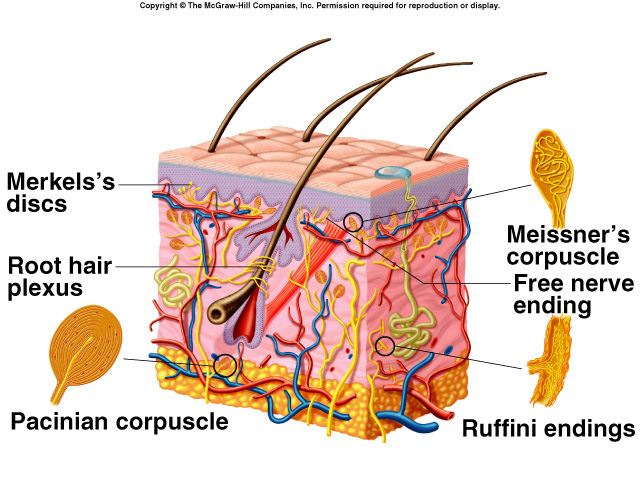 Copyright © The McGraw-Hill Companies, Inc. Permission required for reproduction or display.
Merkels's
discs
Root hair
plexus
Pacinian corpuscle
Meissner's
corpuscle
Free nerve
ending
Ruffini endings